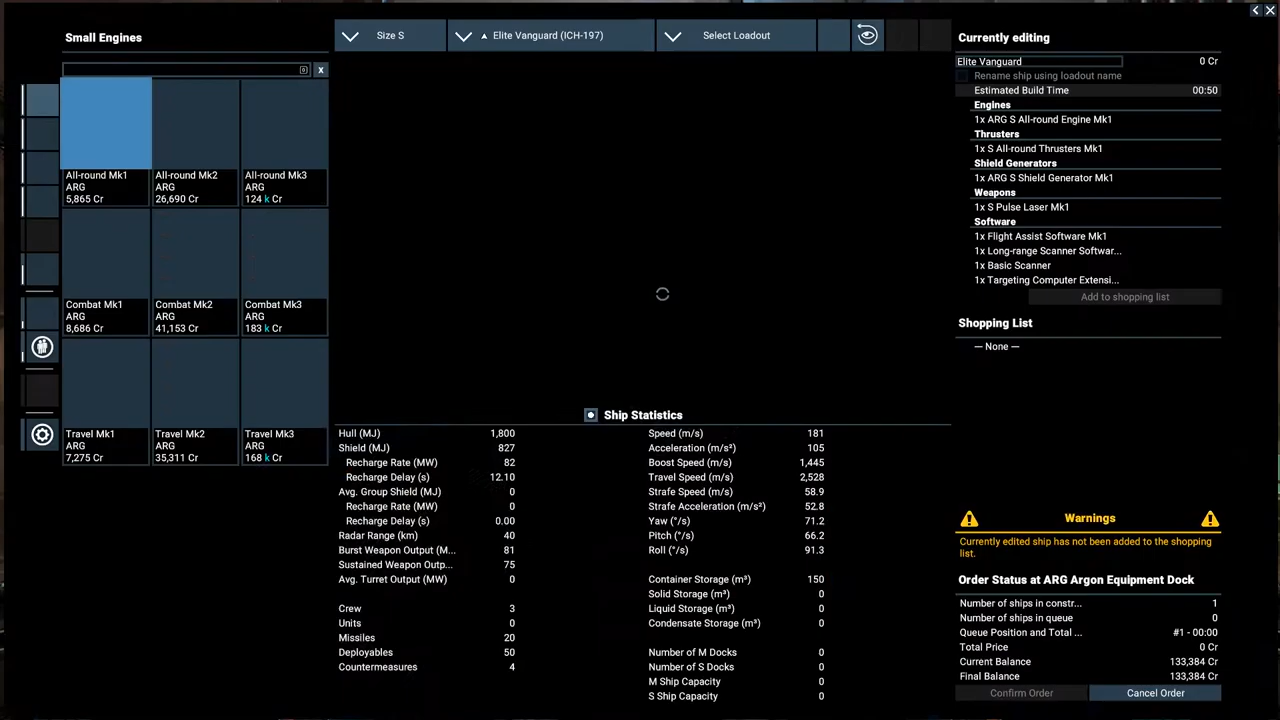 Small Engines
Size S
▲ Elite Vanguard (ICH-197)
Select Loadout
x
All-round Mk1
ARG
5,865 Cr
All-round Mk2
ARG
26,690 Cr
All-round Mk3
ARG
124 k Cr
Combat Mk1
ARG
8,686 Cr
Combat Mk2
ARG
41,153 Cr
Combat Mk3
ARG
183 k Cr
Travel Mk1
ARG
7,275 Cr
Travel Mk2
ARG
35,311 Cr
Travel Mk3
ARG
168 k Cr
Ship Statistics
Hull (MJ) 1,800
Shield (MJ) 827
Recharge Rate (MW) 82
Recharge Delay (s) 12.10
Avg. Group Shield (MJ) 0
Recharge Rate (MW) 0
Recharge Delay (s) 0.00
Radar Range (km) 40
Burst Weapon Output (M... 81
Sustained Weapon Outp... 75
Avg. Turret Output (MW) 0
Crew 3
Units 0
Missiles 20
Deployables 50
Countermeasures 4
Speed (m/s) 181
Acceleration (m/s²) 105
Boost Speed (m/s) 1,445
Travel Speed (m/s) 2,528
Strafe Speed (m/s) 58.9
Strafe Acceleration (m/s²) 52.8
Yaw (°/s) 71.2
Pitch (°/s) 66.2
Roll (°/s) 91.3
Container Storage (m³) 150
Solid Storage (m³) 0
Liquid Storage (m³) 0
Condensate Storage (m³) 0
Number of M Docks 0
Number of S Docks 0
M Ship Capacity 0
S Ship Capacity 0
Currently editing
Elite Vanguard 0 Cr
Rename ship using loadout name
Estimated Build Time 00:50
Engines
1x ARG S All-round Engine Mk1
Thrusters
1x S All-round Thrusters Mk1
Shield Generators
1x ARG S Shield Generator Mk1
Weapons
1x S Pulse Laser Mk1
Software
1x Flight Assist Software Mk1
1x Long-range Scanner Softwar...
1x Basic Scanner
1x Targeting Computer Extensi...
Add to shopping list
Shopping List
— None —
Warnings
Currently edited ship has not been added to the shopping
list.
Order Status at ARG Argon Equipment Dock
Number of ships in constr... 1
Number of ships in queue 0
Queue Position and Total ... #1 - 00:00
Total Price 0 Cr
Current Balance 133,384 Cr
Final Balance 133,384 Cr
Confirm Order
Cancel Order